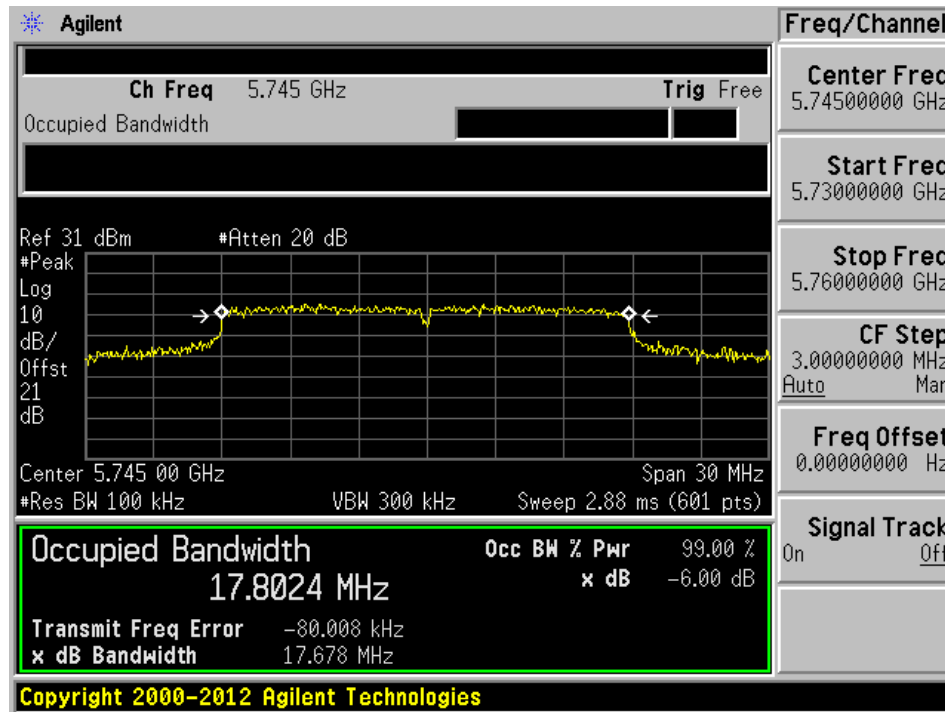 Agilent
Freq/Channel
Ch Freq 5.745 GHz Trig Free
Occupied Bandwidth
Center Freq
5.74500000 GHz
Start Freq
5.73000000 GHz
Stop Freq
5.76000000 GHz
CF Step
3.00000000 MHz
Auto Man
Freq Offset
0.00000000 Hz
Signal Track
On Off
Ref 31 dBm #Atten 20 dB
#Peak
Log
10
dB/
Offst
21
dB
Center 5.745 00 GHz Span 30 MHz
#Res BW 100 kHz VBW 300 kHz Sweep 2.88 ms (601 pts)
Occupied Bandwidth Occ BW % Pwr 99.00 %
17.8024 MHz x dB -6.00 dB
Transmit Freq Error -80.008 kHz
x dB Bandwidth 17.678 MHz
Copyright 2000-2012 Agilent Technologies